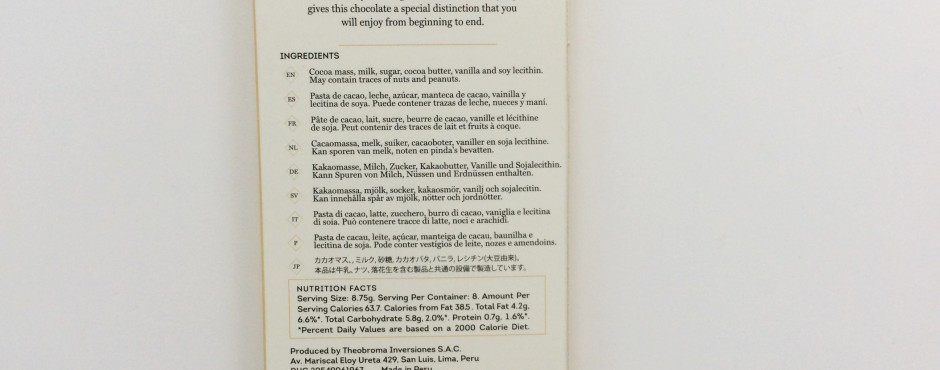 gives this chocolate a special distinction that you
will enjoy from beginning to end.
INGREDIENTS
EN Cocoa mass, milk, sugar, cocoa butter, vanilla and soy lecithin.
May contain traces of nuts and peanuts.
ES Pasta de cacao, leche, azúcar, manteca de cacao, vainilla y
lecitina de soya. Puede contener trazas de leche, nueces y maní.
FR Pâte de cacao, lait, sucre, beurre de cacao, vanille et lécithine
de soja. Peut contenir des traces de lait et fruits à coque.
NL Cacaomassa, melk, suiker, cacaoboter, vaniller en soja lecithine.
Kan sporen van melk, noten en pinda's bevatten.
DE Kakaomasse, Milch, Zucker, Kakaobutter, Vanille und Sojalecithin.
Kann Spuren von Milch, Nüssen und Erdnüssen enthalten.
SV Kakaomassa, mjölk, socker, kakaosmör, vanilj och sojalecitin.
Kan innehålla spår av mjölk, nötter och jordnötter.
IT Pasta di cacao, latte, zucchero, burro di cacao, vaniglia e lecitina
di soia. Può contenere tracce di latte, noci e arachidi.
P Pasta de cacau, leite, açúcar, manteiga de cacau, baunilha e
lecitina de soja. Pode conter vestígios de leite, nozes e amendoins.
JP カカオマス、ミルク, 砂糖, カカオバタ, バニラ, レシチン(大豆由来)。
本品は牛乳、ナツ、落花生を含む製品と共通の設備で製造しています。
NUTRITION FACTS
Serving Size: 8.75g. Serving Per Container: 8. Amount Per
Serving Calories 63.7. Calories from Fat 38.5. Total Fat 4.2g,
6.6%*. Total Carbohydrate 5.8g, 2.0%*. Protein 0.7g, 1.6%*.
*Percent Daily Values are based on a 2000 Calorie Diet.
Produced by Theobroma Inversiones S.A.C.
Av. Mariscal Eloy Ureta 429, San Luis, Lima, Peru
Made in Peru